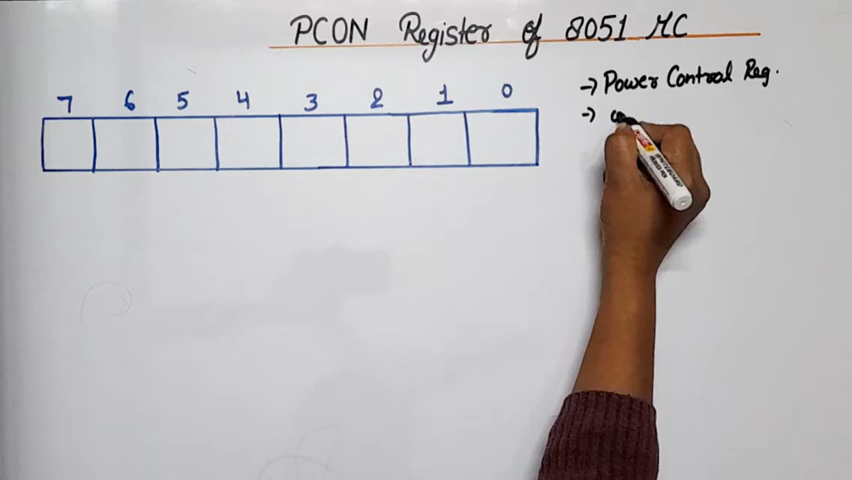 PCON Register of 8051 MC
→ Power Control Reg.
7 6 5 4 3 2 1 0
→